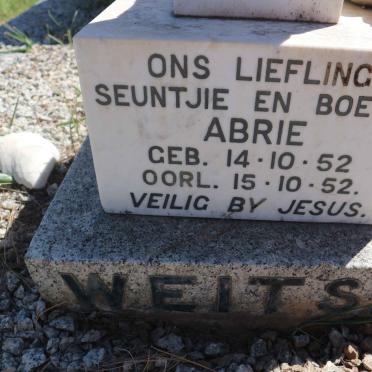 ONS LIEFLING
SEUNTJIE EN BOE
ABRIE
GEB. 14·10·52
OORL. 15·10·52.
VEILIG BY JESUS.
WEITS